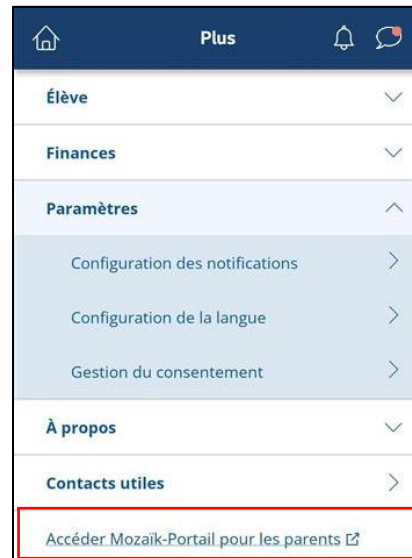 Plus
Élève
Finances
Paramètres
Configuration des notifications
Configuration de la langue
Gestion du consentement
À propos
Contacts utiles
Accéder Mozaïk-Portail pour les parents